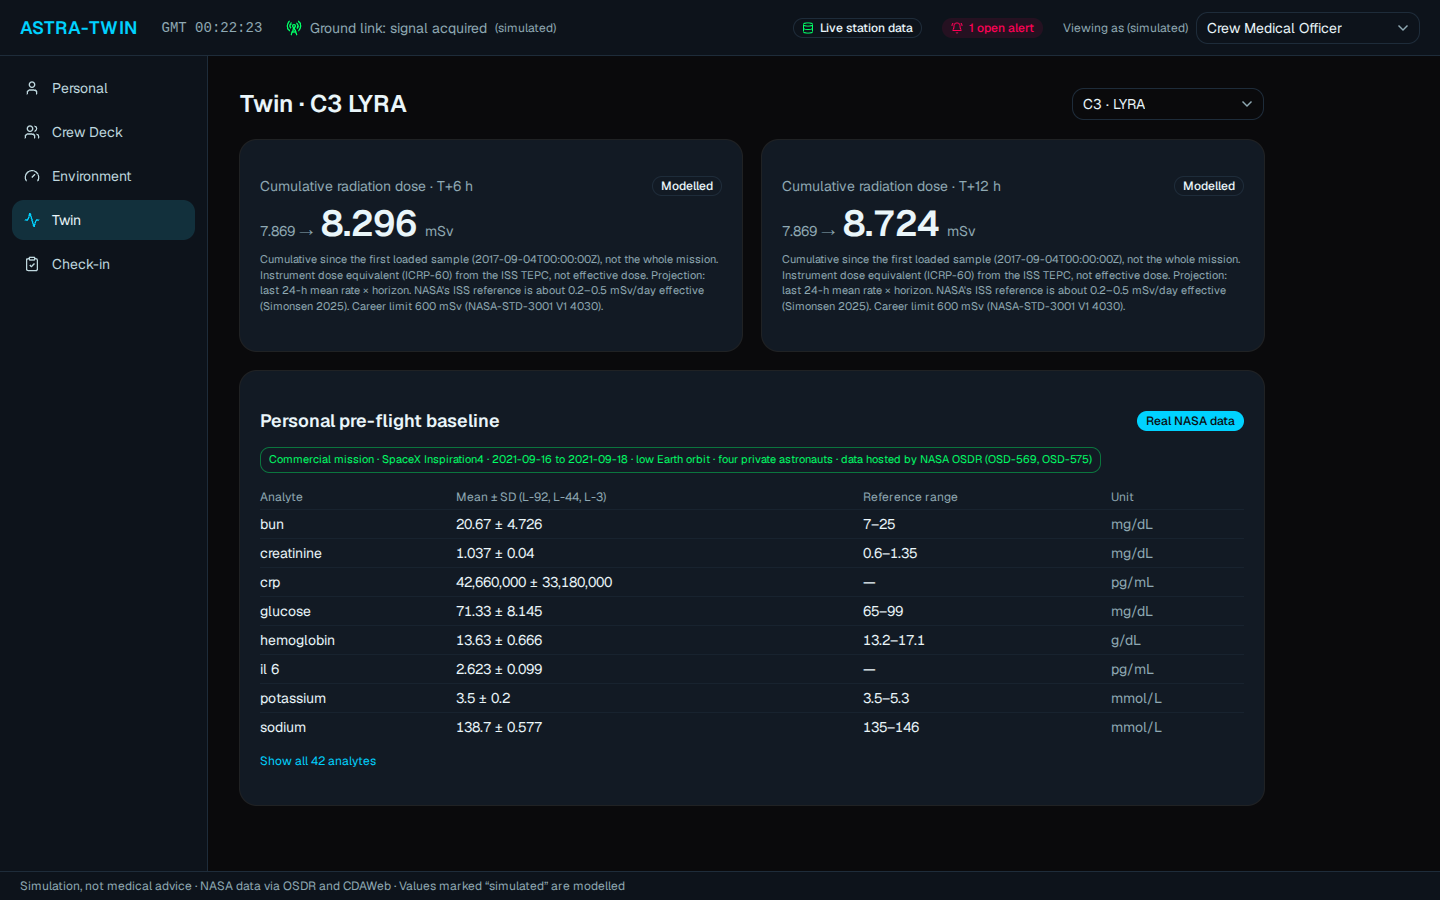 ASTRA-TWIN GMT 00:22:23 Ground link: signal acquired (simulated) Live station data 1 open alert Viewing as (simulated) Crew Medical Officer
Personal
Crew Deck
Environment
Twin
Check-in
Twin · C3 LYRA C3 · LYRA
Cumulative radiation dose · T+6 h Modelled
7.869 → 8.296 mSv
Cumulative since the first loaded sample (2017-09-04T00:00:00Z), not the whole mission.
Instrument dose equivalent (ICRP-60) from the ISS TEPC, not effective dose. Projection:
last 24-h mean rate × horizon. NASA's ISS reference is about 0.2–0.5 mSv/day effective
(Simonsen 2025). Career limit 600 mSv (NASA-STD-3001 V1 4030).
Cumulative radiation dose · T+12 h Modelled
7.869 → 8.724 mSv
Cumulative since the first loaded sample (2017-09-04T00:00:00Z), not the whole mission.
Instrument dose equivalent (ICRP-60) from the ISS TEPC, not effective dose. Projection:
last 24-h mean rate × horizon. NASA's ISS reference is about 0.2–0.5 mSv/day effective
(Simonsen 2025). Career limit 600 mSv (NASA-STD-3001 V1 4030).
Personal pre-flight baseline Real NASA data
Commercial mission · SpaceX Inspiration4 · 2021-09-16 to 2021-09-18 · low Earth orbit · four private astronauts · data hosted by NASA OSDR (OSD-569, OSD-575)
Analyte Mean ± SD (L-92, L-44, L-3) Reference range Unit
bun 20.67 ± 4.726 7–25 mg/dL
creatinine 1.037 ± 0.04 0.6–1.35 mg/dL
crp 42,660,000 ± 33,180,000 — pg/mL
glucose 71.33 ± 8.145 65–99 mg/dL
hemoglobin 13.63 ± 0.666 13.2–17.1 g/dL
il 6 2.623 ± 0.099 — pg/mL
potassium 3.5 ± 0.2 3.5–5.3 mmol/L
sodium 138.7 ± 0.577 135–146 mmol/L
Show all 42 analytes
Simulation, not medical advice · NASA data via OSDR and CDAWeb · Values marked “simulated” are modelled